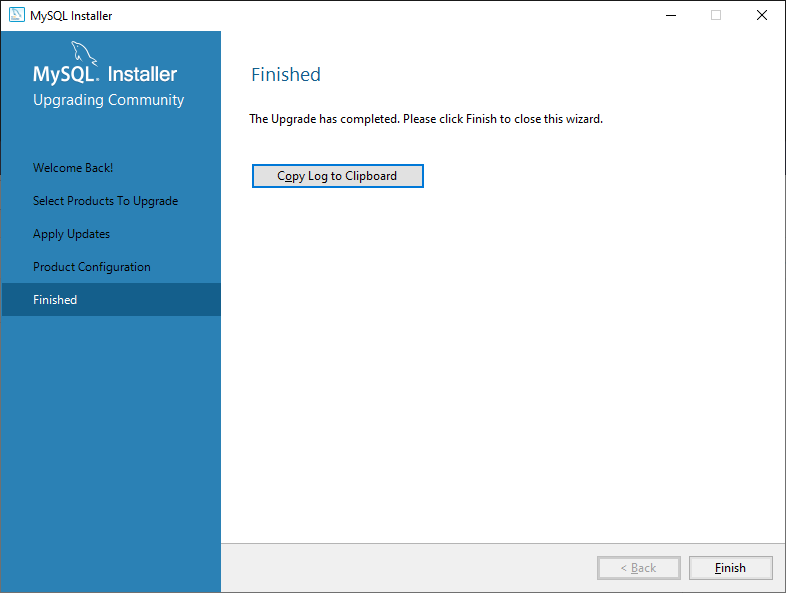 MySQL Installer
MySQL. Installer
Upgrading Community
Welcome Back!
Select Products To Upgrade
Apply Updates
Product Configuration
Finished
Finished
The Upgrade has completed. Please click Finish to close this wizard.
Copy Log to Clipboard
< Back
Finish